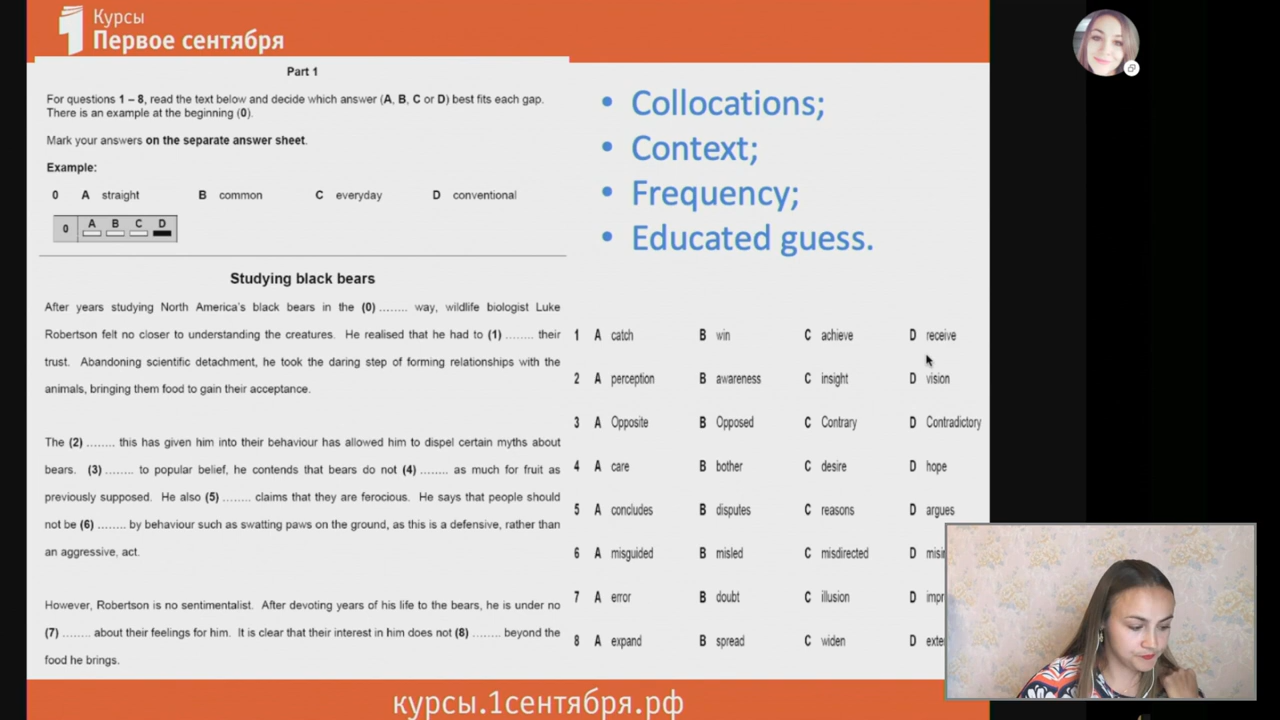 Курсы
Первое сентября
Part 1
For questions 1 – 8, read the text below and decide which answer (A, B, C or D) best fits each gap.
There is an example at the beginning (0).
Mark your answers on the separate answer sheet.
Example:
0 A straight B common C everyday D conventional
0 A B C D
Studying black bears
After years studying North America's black bears in the (0) ........ way, wildlife biologist Luke
Robertson felt no closer to understanding the creatures. He realised that he had to (1) ........ their
trust. Abandoning scientific detachment, he took the daring step of forming relationships with the
animals, bringing them food to gain their acceptance.
The (2) ........ this has given him into their behaviour has allowed him to dispel certain myths about
bears. (3) ........ to popular belief, he contends that bears do not (4) ........ as much for fruit as
previously supposed. He also (5) ........ claims that they are ferocious. He says that people should
not be (6) ........ by behaviour such as swatting paws on the ground, as this is a defensive, rather than
an aggressive, act.
However, Robertson is no sentimentalist. After devoting years of his life to the bears, he is under no
(7) ........ about their feelings for him. It is clear that their interest in him does not (8) ........ beyond the
food he brings.
• Collocations;
• Context;
• Frequency;
• Educated guess.
1 A catch B win C achieve D receive
2 A perception B awareness C insight D vision
3 A Opposite B Opposed C Contrary D Contradictory
4 A care B bother C desire D hope
5 A concludes B disputes C reasons D argues
6 A misguided B misled C misdirected D
7 A error B doubt C illusion D
8 A expand B spread C widen D
курсы.1сентября.рф